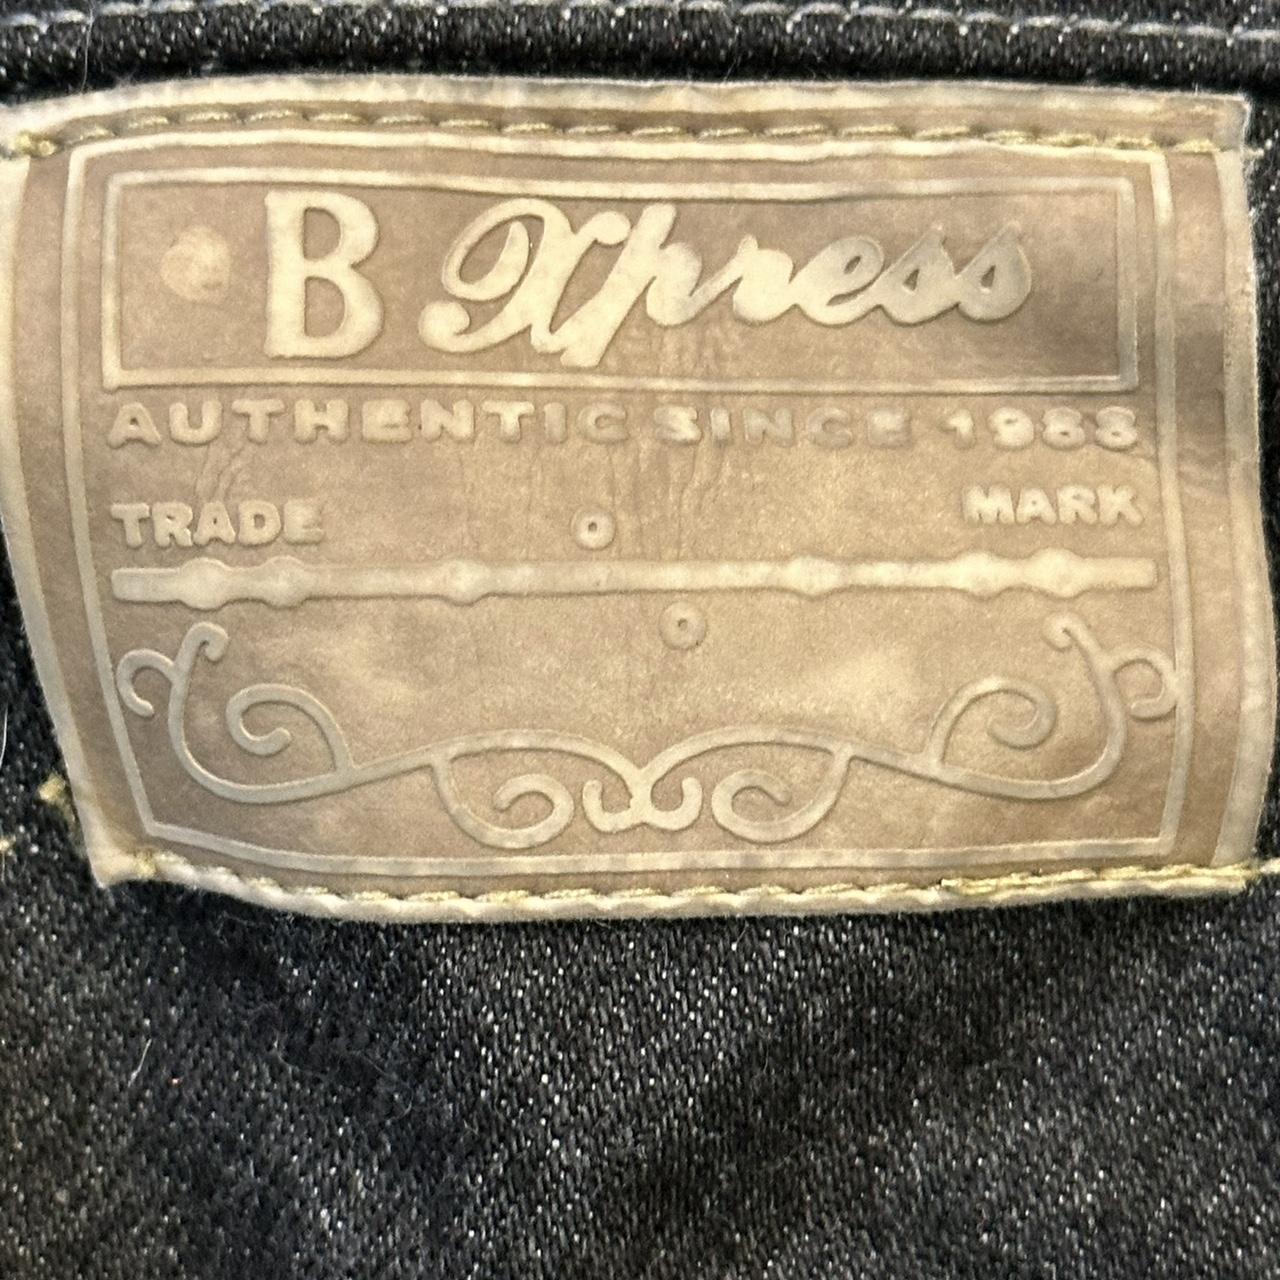 B Xpress
AUTHENTIC SINCE 1988
TRADE MARK